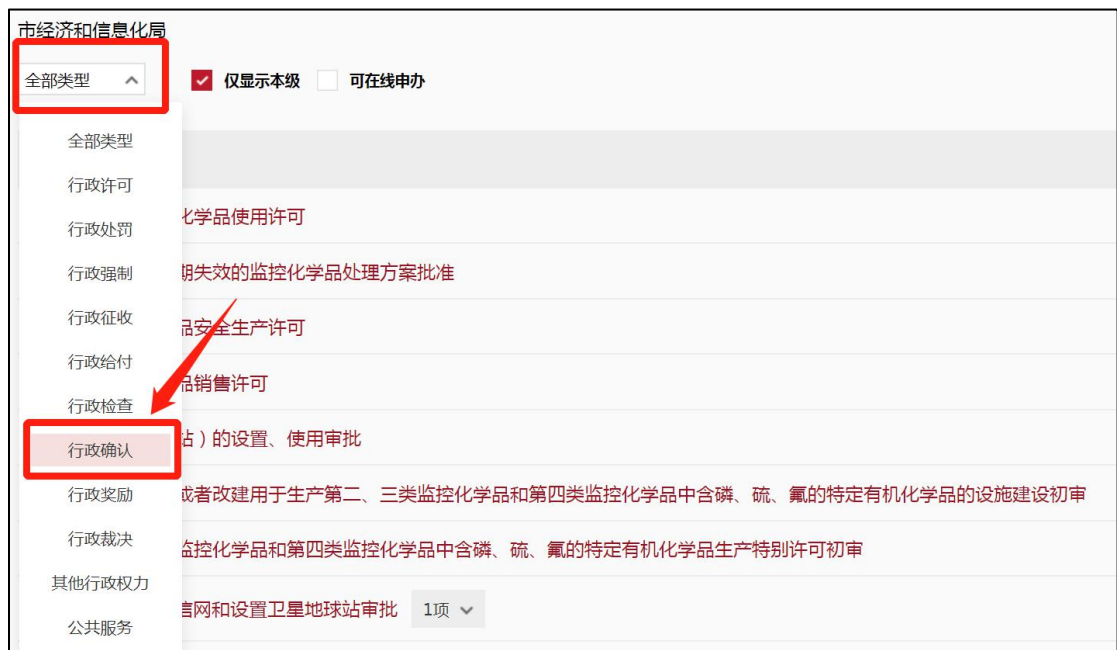 市经济和信息化局
全部类型
仅显示本级
可在线申办
全部类型
行政许可
化学品使用许可
行政处罚
行政强制
期失效的监控化学品处理方案批准
行政征收
品安全生产许可
行政给付
品销售许可
行政检查
行政确认
站）的设置、使用审批
行政奖励
或者改建用于生产第二、三类监控化学品和第四类监控化学品中含磷、硫、氟的特定有机化学品的设施建设初审
行政裁决
监控化学品和第四类监控化学品中含磷、硫、氟的特定有机化学品生产特别许可初审
其他行政权力
信网和设置卫星地球站审批 1项
公共服务